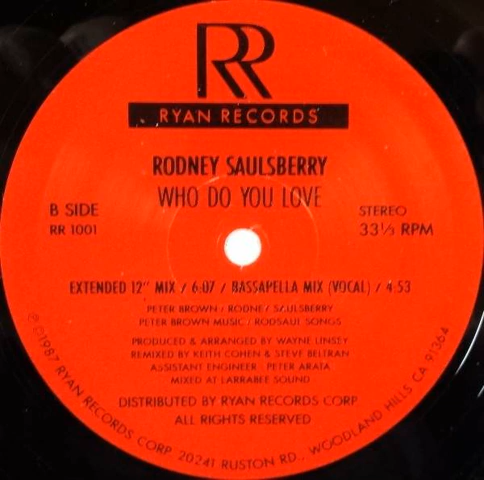 RR
RYAN RECORDS
RODNEY SAULSBERRY
WHO DO YOU LOVE
B SIDE
RR 1001
STEREO
33⅓ RPM
EXTENDED 12" MIX / 6:07 / BASSAPELLA MIX (VOCAL) / 4:53
PETER BROWN / RODNEY SAULSBERRY
PETER BROWN MUSIC / RODSAUL SONGS
PRODUCED & ARRANGED BY WAYNE LINSEY
REMIXED BY KEITH COHEN & STEVE BELTRAN
ASSISTANT ENGINEER · PETER ARATA
MIXED AT LARRABEE SOUND
DISTRIBUTED BY RYAN RECORDS CORP
ALL RIGHTS RESERVED
℗ ©1987 RYAN RECORDS CORP. 20241 RUSTON RD., WOODLAND HILLS CA 91364